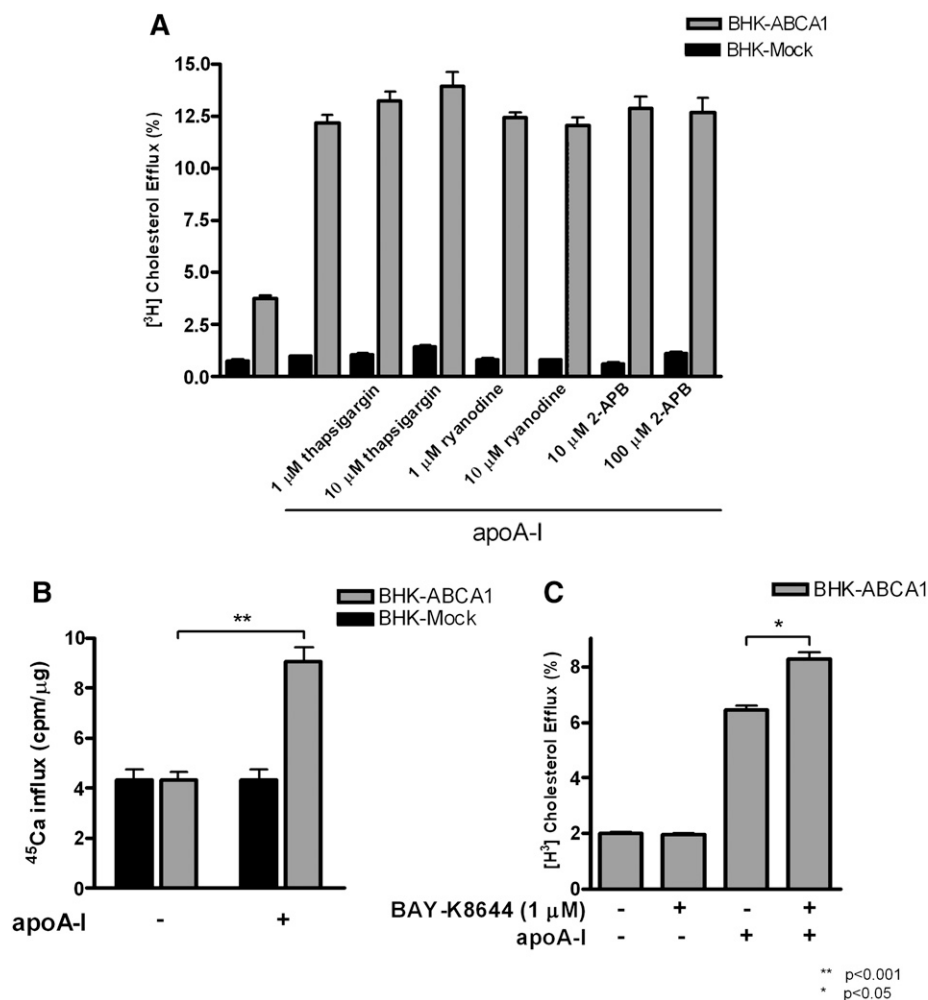 A
BHK-ABCA1
BHK-Mock
[³H] Cholesterol Efflux (%)
15.0
12.5
10.0
7.5
5.0
2.5
0.0
1 μM thapsigargin
10 μM thapsigargin
1 μM ryanodine
10 μM ryanodine
10 μM 2-APB
100 μM 2-APB
apoA-I
B
BHK-ABCA1
BHK-Mock
**
⁴⁵Ca influx (cpm/μg)
10
8
6
4
2
0
apoA-I - +
C
BHK-ABCA1
*
[H³] Cholesterol Efflux (%)
8
6
4
2
0
BAY-K8644 (1 μM) - + - +
apoA-I - - + +
** p<0.001
* p<0.05